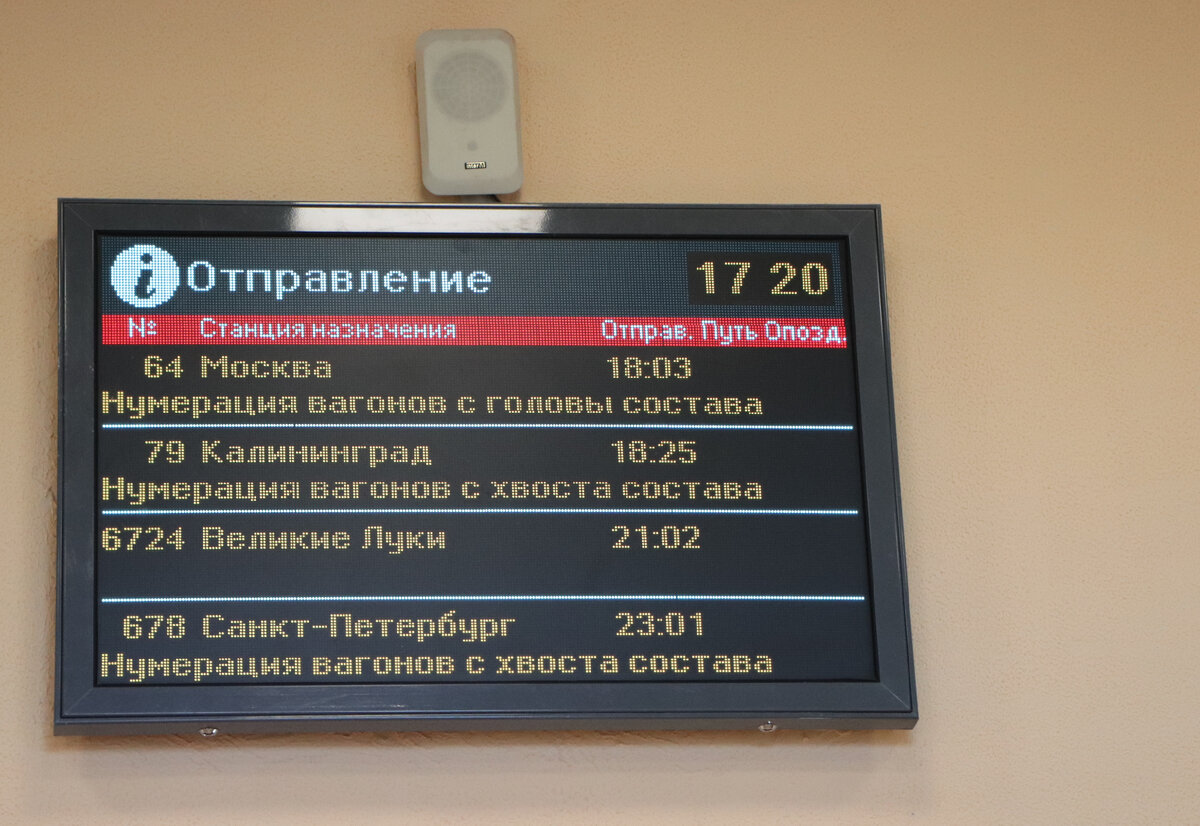 i Отправление 17 20
№ Станция назначения Отправ. Путь Опозд.
64 Москва 18:03
Нумерация вагонов с головы состава
79 Калининград 18:25
Нумерация вагонов с хвоста состава
6724 Великие Луки 21:02
678 Санкт-Петербург 23:01
Нумерация вагонов с хвоста состава